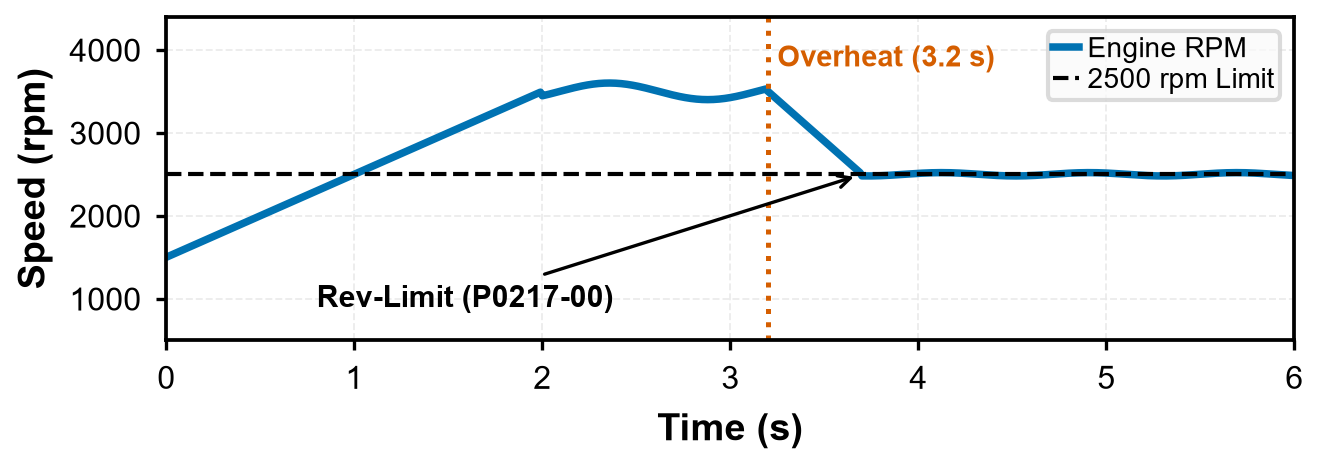 Speed (rpm)
4000
3000
2000
1000
Overheat (3.2 s)
Engine RPM
2500 rpm Limit
Rev-Limit (P0217-00)
0 1 2 3 4 5 6
Time (s)